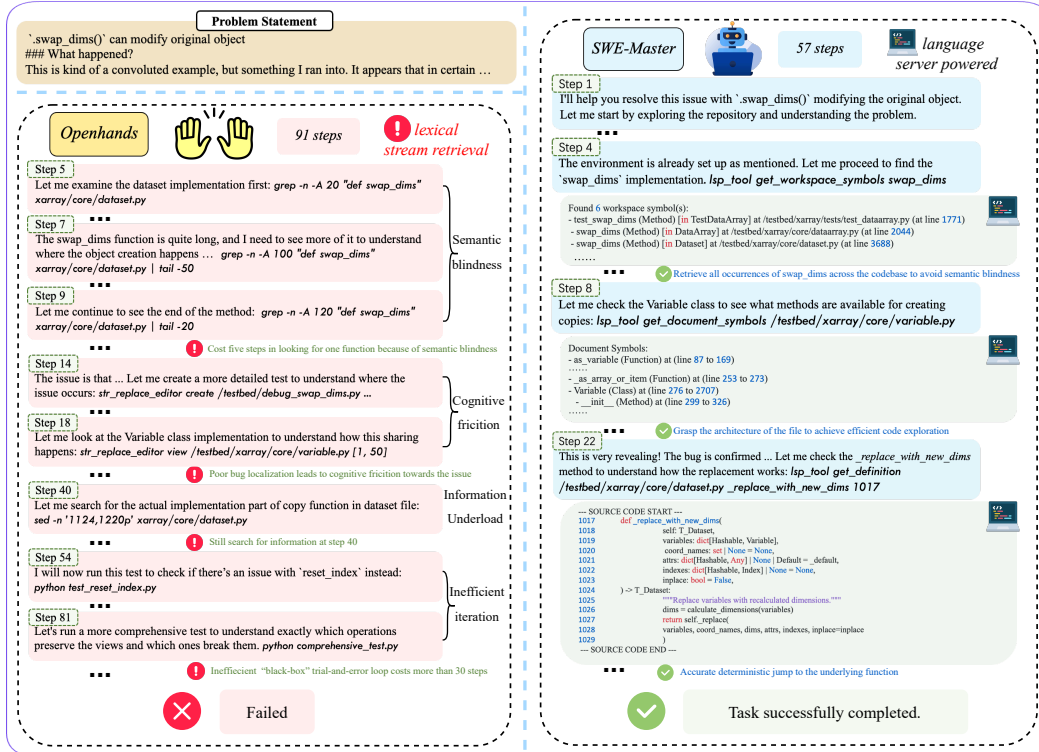 Problem Statement
`.swap_dims()` can modify original object
### What happened?
This is kind of a convoluted example, but something I ran into. It appears that in certain …
Openhands
91 steps
lexical
stream retrieval
Step 5
Let me examine the dataset implementation first: grep -n -A 20 "def swap_dims"
xarray/core/dataset.py
Step 7
The swap_dims function is quite long, and I need to see more of it to understand
where the object creation happens … grep -n -A 100 "def swap_dims"
xarray/core/dataset.py | tail -50
Semantic
blindness
Step 9
Let me continue to see the end of the method: grep -n -A 120 "def swap_dims"
xarray/core/dataset.py | tail -20
Cost five steps in looking for one function because of semantic blindness
Step 14
The issue is that ... Let me create a more detailed test to understand where the
issue occurs: str_replace_editor create /testbed/debug_swap_dims.py ...
Cognitive
fricition
Step 18
Let me look at the Variable class implementation to understand how this sharing
happens: str_replace_editor view /testbed/xarray/core/variable.py [1, 50]
Poor bug localization leads to cognitive fricition towards the issue
Step 40
Let me search for the actual implementation part of copy function in dataset file:
sed -n '1124,1220p' xarray/core/dataset.py
Information
Underload
Still search for information at step 40
Step 54
I will now run this test to check if there's an issue with `reset_index` instead:
python test_reset_index.py
Inefficient
iteration
Step 81
Let's run a more comprehensive test to understand exactly which operations
preserve the views and which ones break them. python comprehensive_test.py
Ineffiecient “black-box” trial-and-error loop costs more than 30 steps
Failed
SWE-Master
57 steps
language
server powered
Step 1
I'll help you resolve this issue with `.swap_dims()` modifying the original object.
Let me start by exploring the repository and understanding the problem.
Step 4
The environment is already set up as mentioned. Let me proceed to find the
`swap_dims` implementation. lsp_tool get_workspace_symbols swap_dims
Found 6 workspace symbol(s):
- test_swap_dims (Method) [in TestDataArray] at /testbed/xarray/tests/test_dataarray.py (at line 1771)
- swap_dims (Method) [in DataArray] at /testbed/xarray/core/dataarray.py (at line 2044)
- swap_dims (Method) [in Dataset] at /testbed/xarray/core/dataset.py (at line 3688)
......
Retrieve all occurrences of swap_dims across the codebase to avoid semantic blindness
Step 8
Let me check the Variable class to see what methods are available for creating
copies: lsp_tool get_document_symbols /testbed/xarray/core/variable.py
Document Symbols:
- as_variable (Function) at (line 87 to 169)
......
- _as_array_or_item (Function) at (line 253 to 273)
- Variable (Class) at (line 276 to 2707)
- __init__ (Method) at (line 299 to 326)
......
Grasp the architecture of the file to achieve efficient code exploration
Step 22
This is very revealing! The bug is confirmed ... Let me check the _replace_with_new_dims
method to understand how the replacement works: lsp_tool get_definition
/testbed/xarray/core/dataset.py _replace_with_new_dims 1017
--- SOURCE CODE START ---
1017 def _replace_with_new_dims(
1018 self: T_Dataset,
1019 variables: dict[Hashable, Variable],
1020 coord_names: set | None = None,
1021 attrs: dict[Hashable, Any] | None | Default = _default,
1022 indexes: dict[Hashable, Index] | None = None,
1023 inplace: bool = False,
1024 ) -> T_Dataset:
1025 """Replace variables with recalculated dimensions."""
1026 dims = calculate_dimensions(variables)
1027 return self._replace(
1028 variables, coord_names, dims, attrs, indexes, inplace=inplace
1029 )
--- SOURCE CODE END ---
Accurate deterministic jump to the underlying function
Task successfully completed.